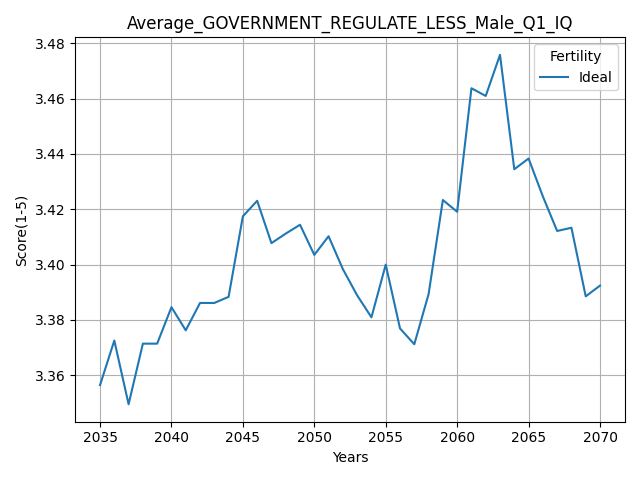 Average_GOVERNMENT_REGULATE_LESS_Male_Q1_IQ
Fertility
Ideal
Score(1-5)
3.48
3.46
3.44
3.42
3.40
3.38
3.36
2035 2040 2045 2050 2055 2060 2065 2070
Years